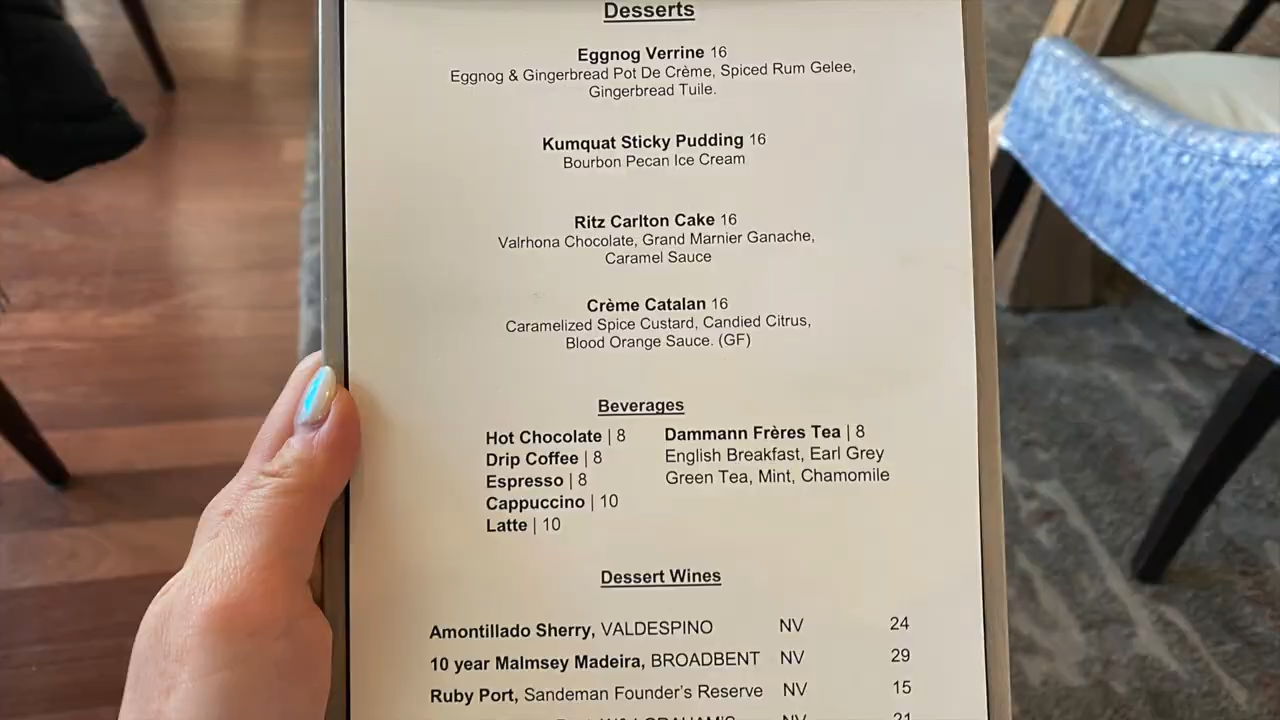 Desserts
Eggnog Verrine 16
Eggnog & Gingerbread Pot De Crème, Spiced Rum Gelee,
Gingerbread Tuile.
Kumquat Sticky Pudding 16
Bourbon Pecan Ice Cream
Ritz Carlton Cake 16
Valrhona Chocolate, Grand Marnier Ganache,
Caramel Sauce
Crème Catalan 16
Caramelized Spice Custard, Candied Citrus,
Blood Orange Sauce. (GF)
Beverages
Hot Chocolate | 8
Drip Coffee | 8
Espresso | 8
Cappuccino | 10
Latte | 10
Dammann Frères Tea | 8
English Breakfast, Earl Grey
Green Tea, Mint, Chamomile
Dessert Wines
Amontillado Sherry, VALDESPINO NV 24
10 year Malmsey Madeira, BROADBENT NV 29
Ruby Port, Sandeman Founder's Reserve NV 15
NV 21